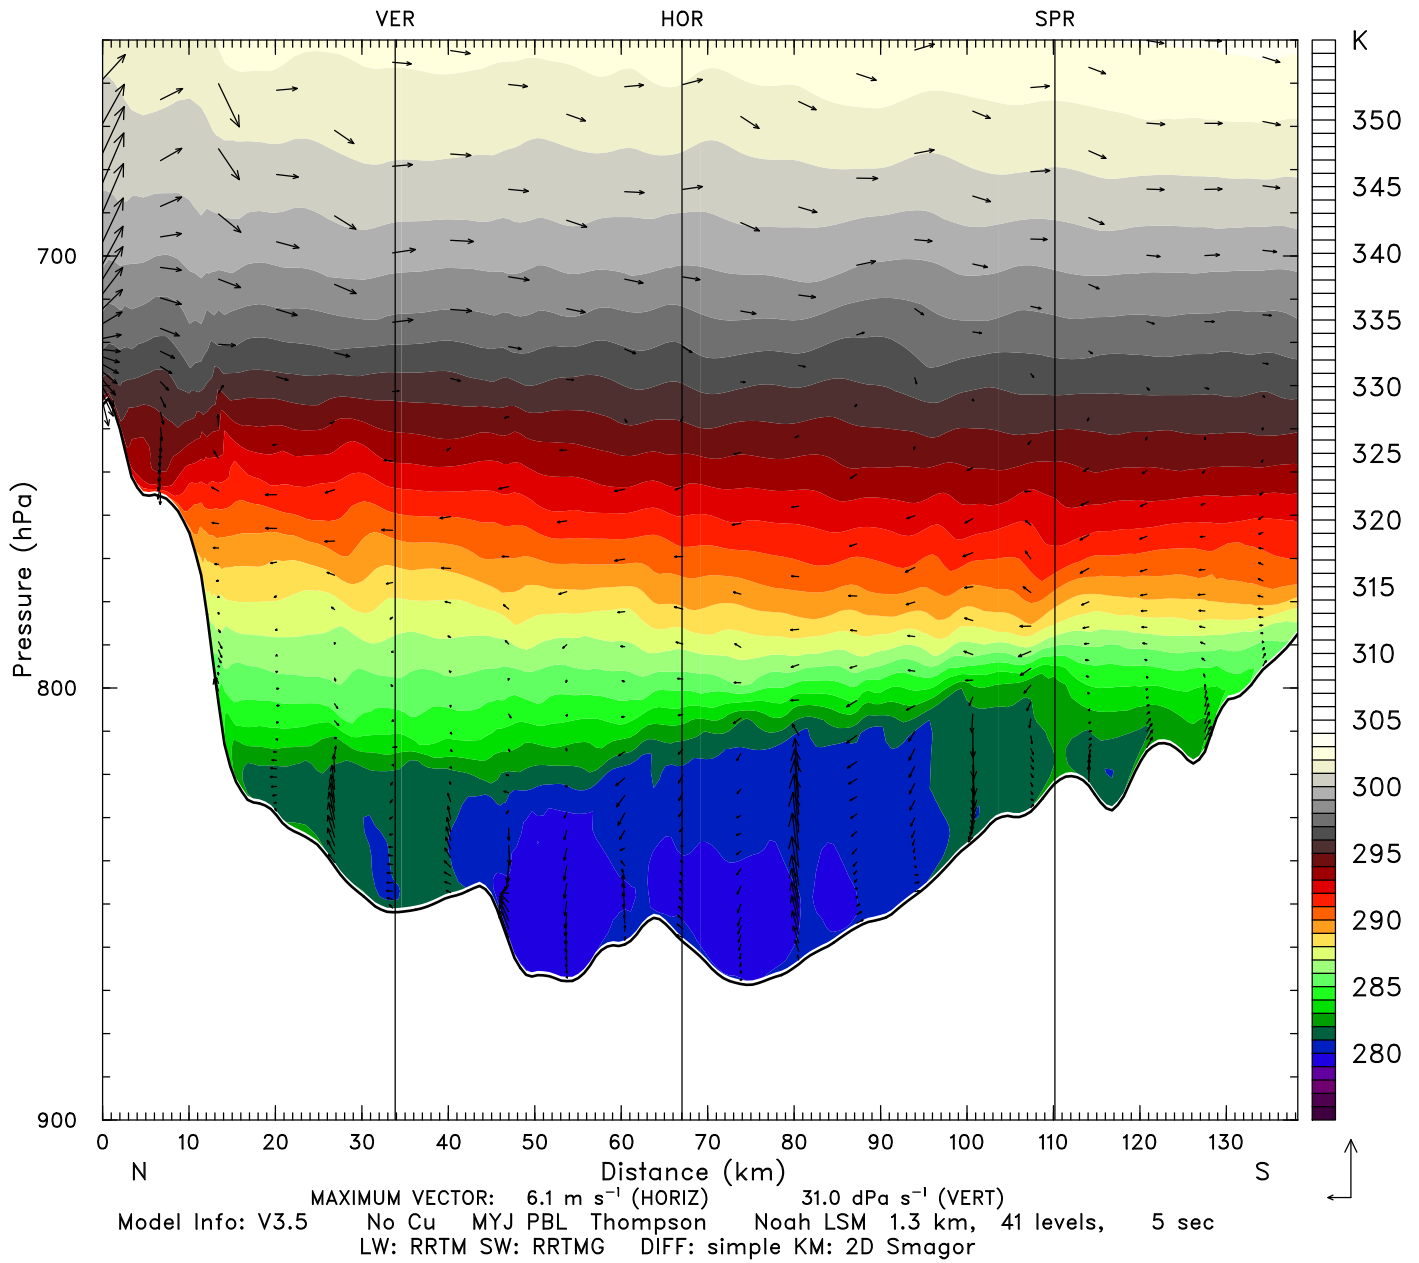 VER HOR SPR
K
350
345
340
335
330
325
320
315
310
305
300
295
290
285
280
700
800
900
Pressure (hPa)
0 10 20 30 40 50 60 70 80 90 100 110 120 130
N Distance (km) S
MAXIMUM VECTOR: 6.1 m s⁻¹ (HORIZ) 31.0 dPa s⁻¹ (VERT)
Model Info: V3.5 No Cu MYJ PBL Thompson Noah LSM 1.3 km, 41 levels, 5 sec
LW: RRTM SW: RRTMG DIFF: simple KM: 2D Smagor